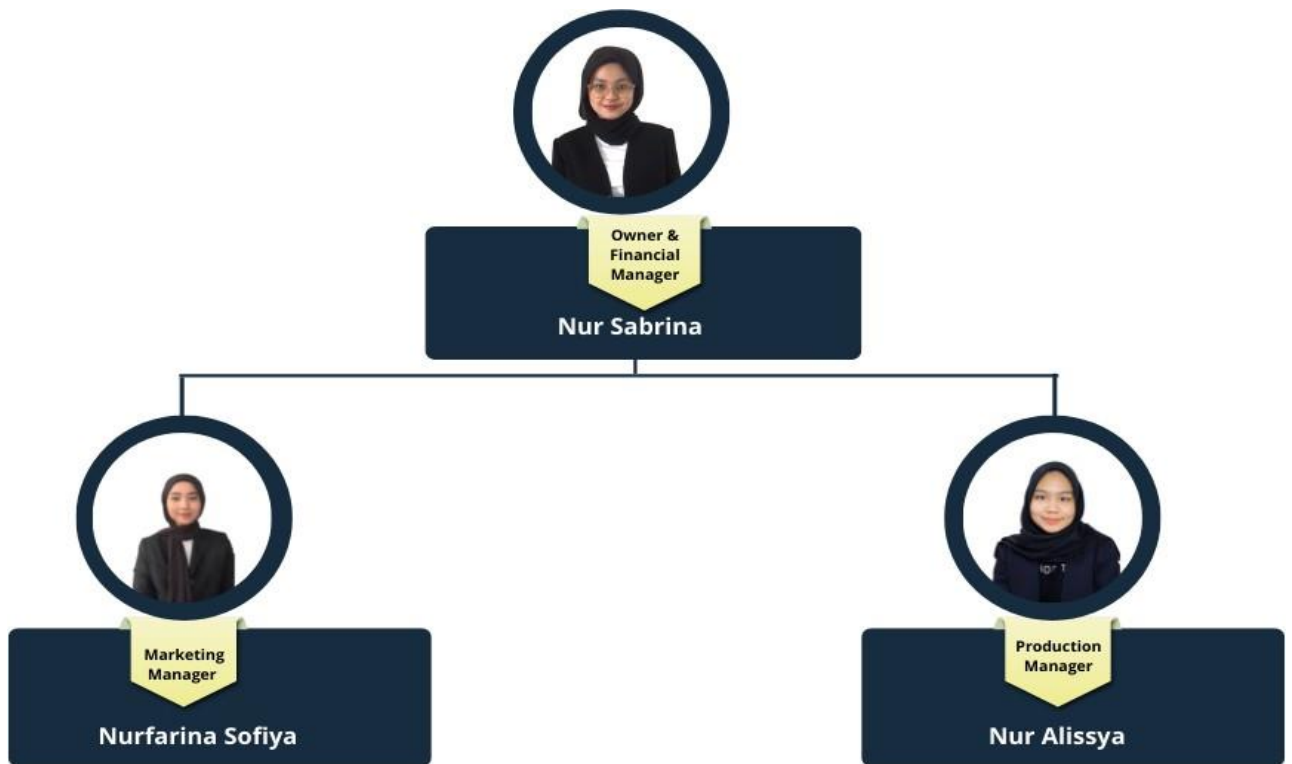 Owner &
Financial
Manager
Nur Sabrina
Marketing
Manager
Nurfarina Sofiya
Production
Manager
Nur Alissya